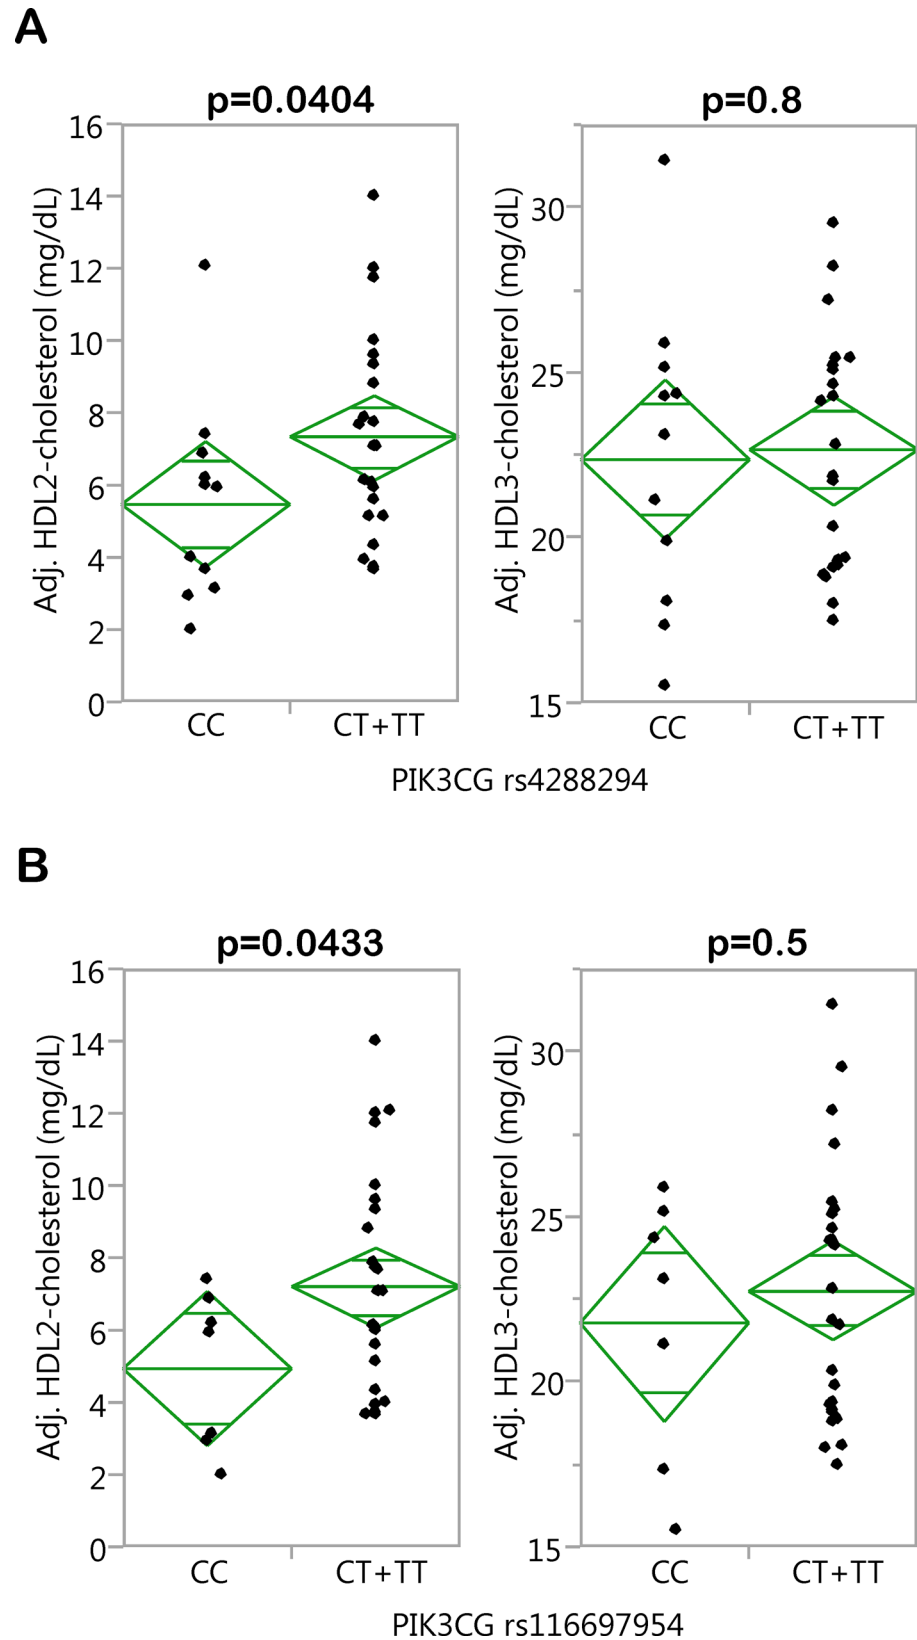 A
p=0.0404
p=0.8
Adj. HDL2-cholesterol (mg/dL)
16
14
12
10
8
6
4
2
0
CC
CT+TT
Adj. HDL3-cholesterol (mg/dL)
30
25
20
15
CC
CT+TT
PIK3CG rs4288294
B
p=0.0433
p=0.5
Adj. HDL2-cholesterol (mg/dL)
16
14
12
10
8
6
4
2
0
CC
CT+TT
Adj. HDL3-cholesterol (mg/dL)
30
25
20
15
CC
CT+TT
PIK3CG rs116697954